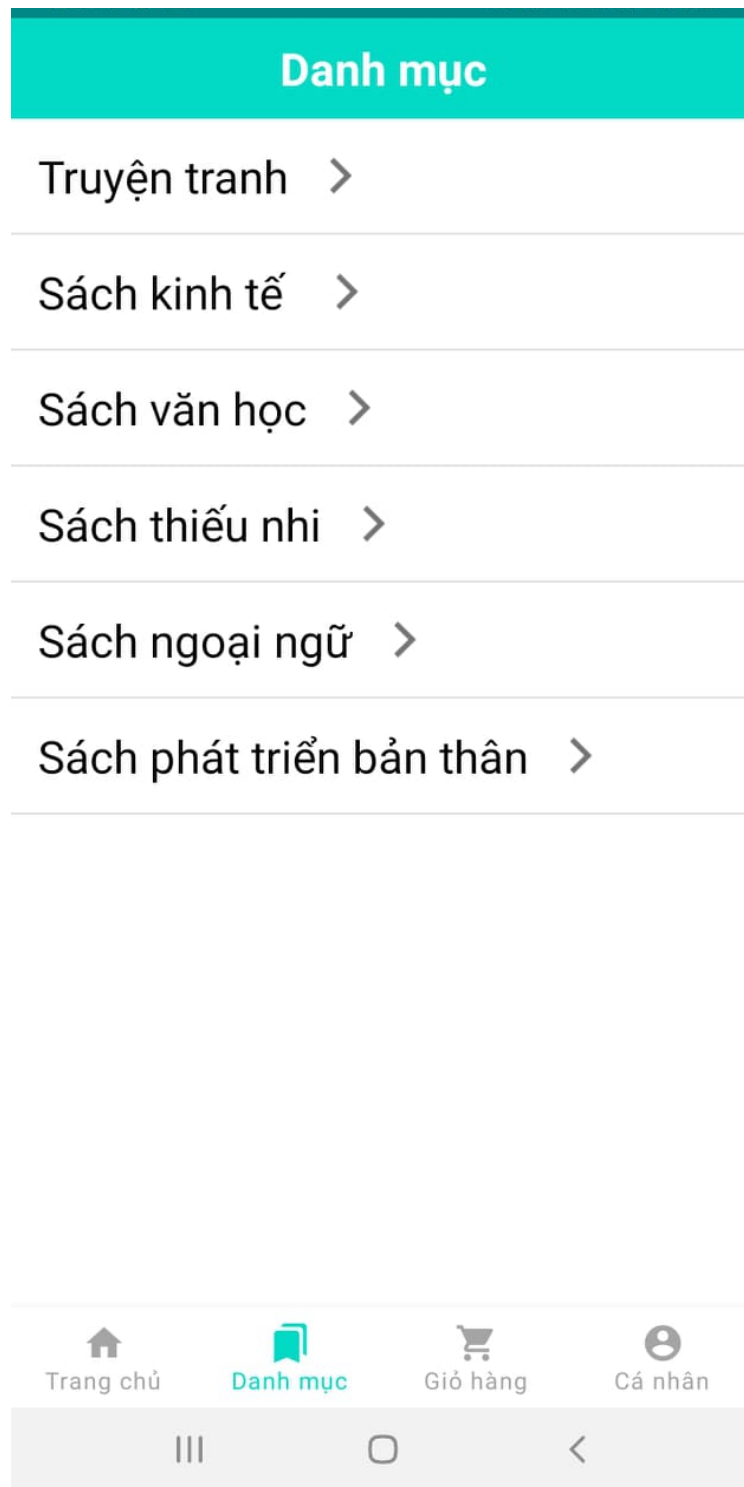 Danh mục
Truyện tranh
Sách kinh tế
Sách văn học
Sách thiếu nhi
Sách ngoại ngữ
Sách phát triển bản thân
Trang chủ Danh mục Giỏ hàng Cá nhân